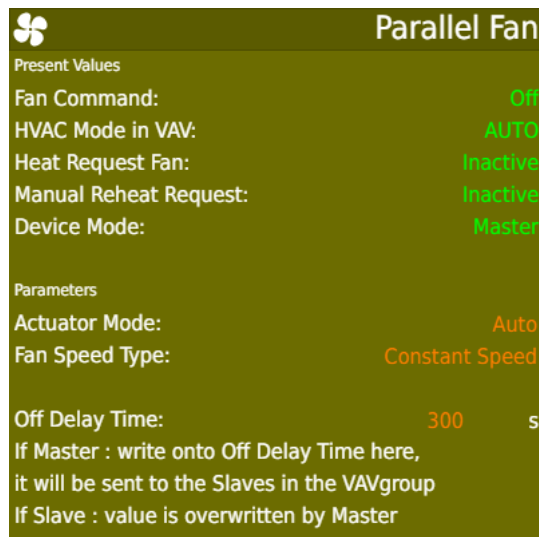 Parallel Fan
Present Values
Fan Command: Off
HVAC Mode in VAV: AUTO
Heat Request Fan: Inactive
Manual Reheat Request: Inactive
Device Mode: Master
Parameters
Actuator Mode: Auto
Fan Speed Type: Constant Speed
Off Delay Time: 300 s
If Master : write onto Off Delay Time here,
it will be sent to the Slaves in the VAVgroup
If Slave : value is overwritten by Master